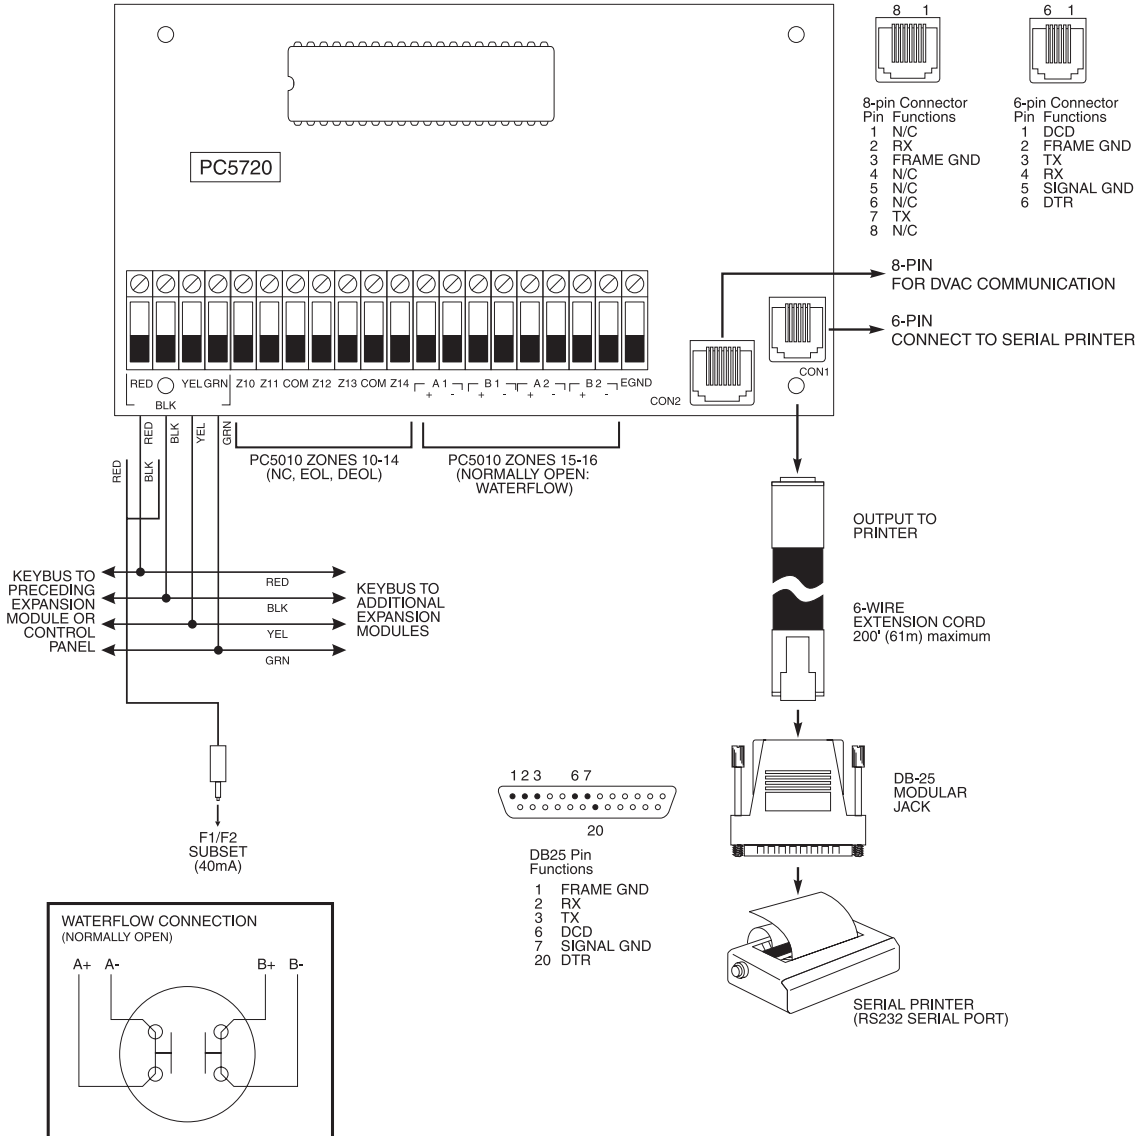 8 1
6 1
8-pin Connector
Pin Functions
1 N/C
2 RX
3 FRAME GND
4 N/C
5 N/C
6 N/C
7 TX
8 N/C
6-pin Connector
Pin Functions
1 DCD
2 FRAME GND
3 TX
4 RX
5 SIGNAL GND
6 DTR
PC5720
8-PIN
FOR DVAC COMMUNICATION
6-PIN
CONNECT TO SERIAL PRINTER
CON1
CON2
RED YEL GRN Z10 Z11 COM Z12 Z13 COM Z14 A 1 B 1 A 2 B 2 EGND
+ - + - + - + -
BLK
RED
BLK
YEL
GRN
RED
BLK
PC5010 ZONES 10-14
(NC, EOL, DEOL)
PC5010 ZONES 15-16
(NORMALLY OPEN:
WATERFLOW)
KEYBUS TO
PRECEDING
EXPANSION
MODULE OR
CONTROL
PANEL
RED
BLK
YEL
GRN
KEYBUS TO
ADDITIONAL
EXPANSION
MODULES
F1/F2
SUBSET
(40mA)
OUTPUT TO
PRINTER
6-WIRE
EXTENSION CORD
200' (61m) maximum
DB-25
MODULAR
JACK
1 2 3 6 7
20
DB25 Pin
Functions
1 FRAME GND
2 RX
3 TX
6 DCD
7 SIGNAL GND
20 DTR
SERIAL PRINTER
(RS232 SERIAL PORT)
WATERFLOW CONNECTION
(NORMALLY OPEN)
A+ A- B+ B-